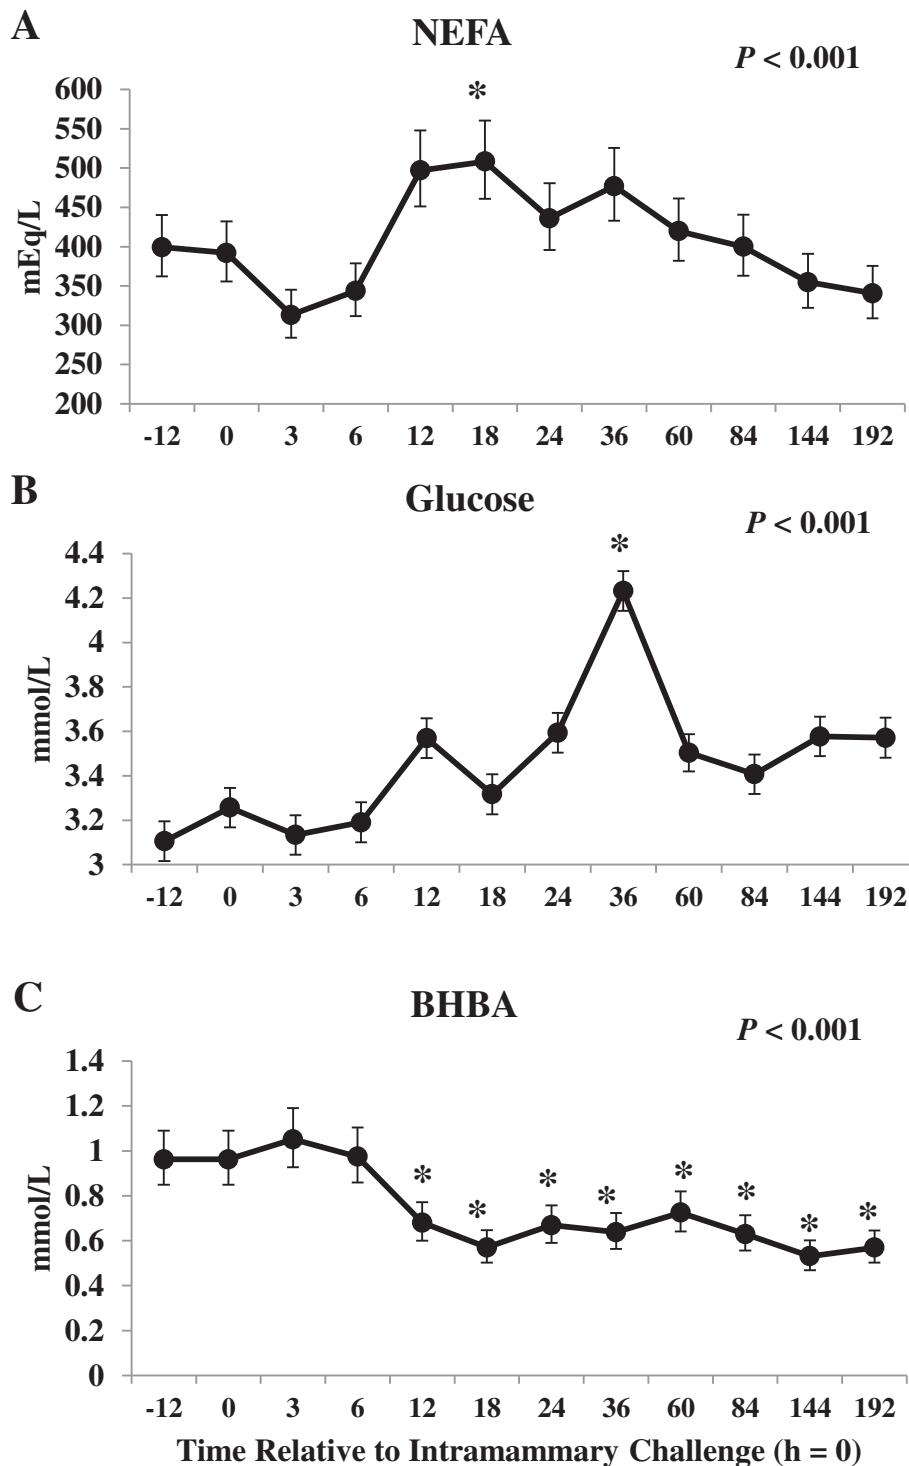 A
NEFA
P < 0.001
*
600
550
500
450
400
350
300
250
200
mEq/L
-12 0 3 6 12 18 24 36 60 84 144 192
B
Glucose
P < 0.001
*
4.4
4.2
4
3.8
3.6
3.4
3.2
3
mmol/L
-12 0 3 6 12 18 24 36 60 84 144 192
C
BHBA
P < 0.001
1.4
1.2
1
0.8
0.6
0.4
0.2
0
mmol/L
* * * * * * * *
-12 0 3 6 12 18 24 36 60 84 144 192
Time Relative to Intramammary Challenge (h = 0)